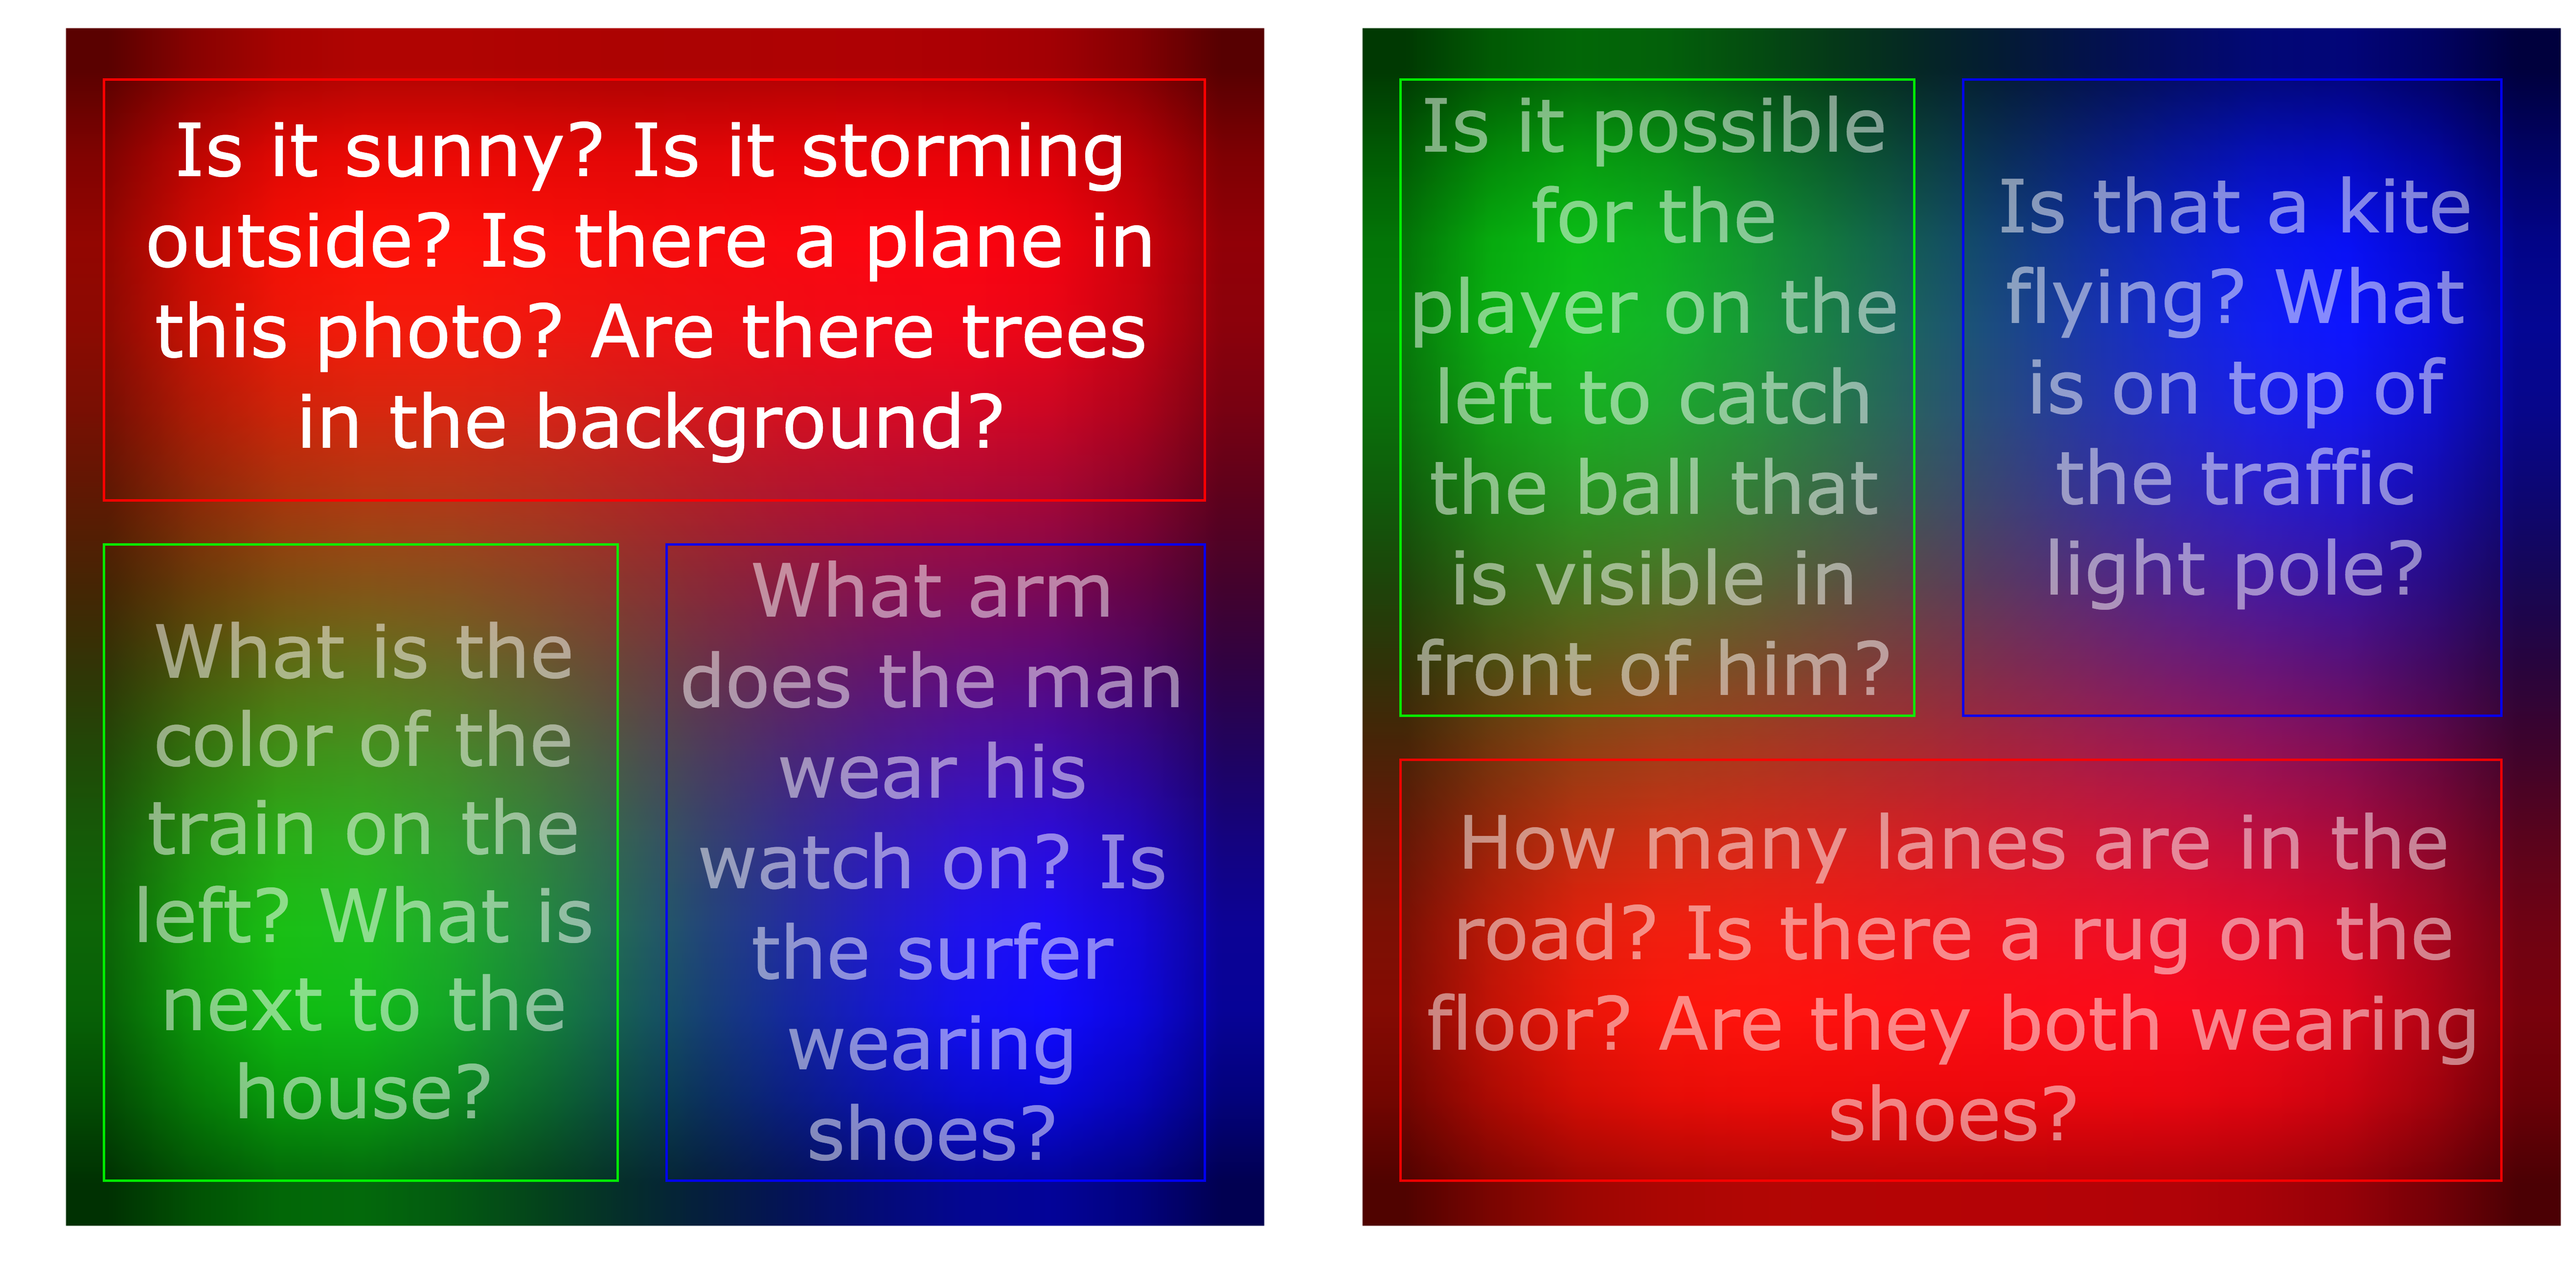 Is it sunny? Is it storming
outside? Is there a plane in
this photo? Are there trees
in the background?
What is the
color of the
train on the
left? What is
next to the
house?
What arm
does the man
wear his
watch on? Is
the surfer
wearing
shoes?
Is it possible
for the
player on the
left to catch
the ball that
is visible in
front of him?
Is that a kite
flying? What
is on top of
the traffic
light pole?
How many lanes are in the
road? Is there a rug on the
floor? Are they both wearing
shoes?